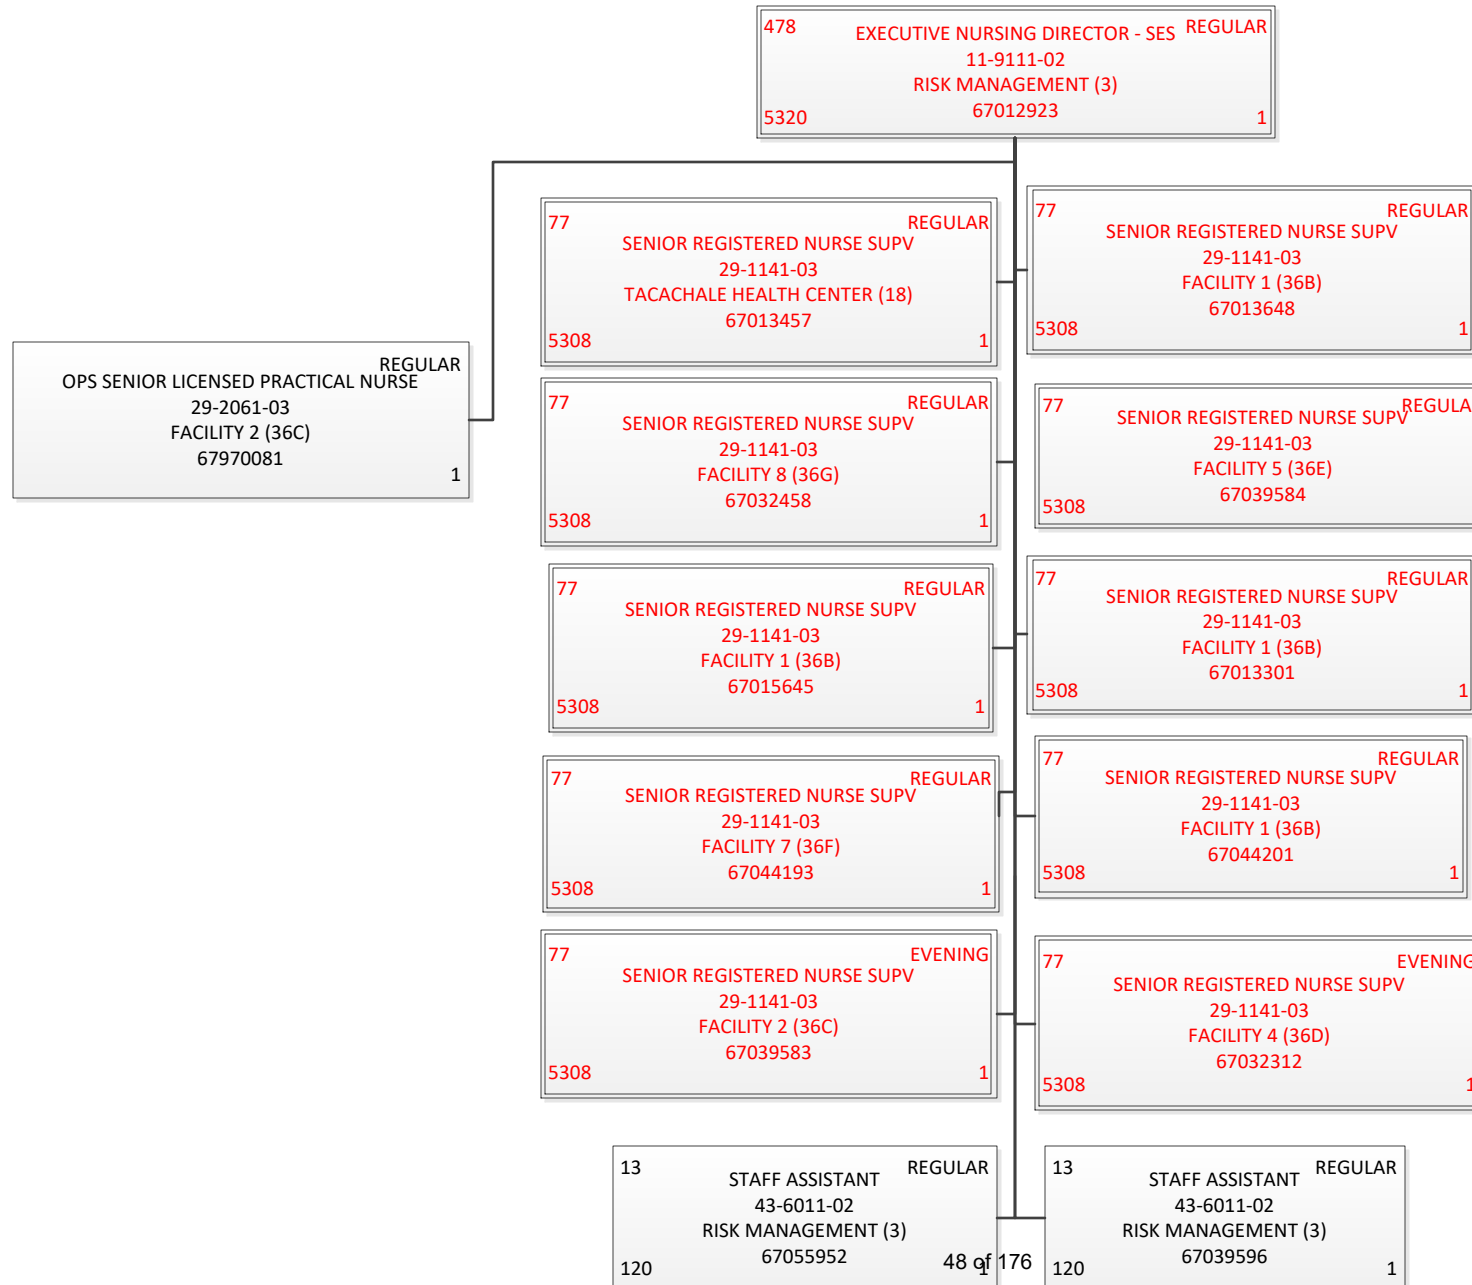 478 REGULAR
EXECUTIVE NURSING DIRECTOR - SES
11-9111-02
RISK MANAGEMENT (3)
67012923
5320 1
77 REGULAR
SENIOR REGISTERED NURSE SUPV
29-1141-03
TACACHALE HEALTH CENTER (18)
67013457
5308 1
77 REGULAR
SENIOR REGISTERED NURSE SUPV
29-1141-03
FACILITY 1 (36B)
67013648
5308 1
REGULAR
OPS SENIOR LICENSED PRACTICAL NURSE
29-2061-03
FACILITY 2 (36C)
67970081
1
77 REGULAR
SENIOR REGISTERED NURSE SUPV
29-1141-03
FACILITY 8 (36G)
67032458
5308 1
77 REGULA
SENIOR REGISTERED NURSE SUPV
29-1141-03
FACILITY 5 (36E)
67039584
5308
77 REGULAR
SENIOR REGISTERED NURSE SUPV
29-1141-03
FACILITY 1 (36B)
67015645
5308 1
77 REGULAR
SENIOR REGISTERED NURSE SUPV
29-1141-03
FACILITY 1 (36B)
67013301
5308 1
77 REGULAR
SENIOR REGISTERED NURSE SUPV
29-1141-03
FACILITY 7 (36F)
67044193
5308 1
77 REGULAR
SENIOR REGISTERED NURSE SUPV
29-1141-03
FACILITY 1 (36B)
67044201
5308 1
77 EVENING
SENIOR REGISTERED NURSE SUPV
29-1141-03
FACILITY 2 (36C)
67039583
5308 1
77 EVENING
SENIOR REGISTERED NURSE SUPV
29-1141-03
FACILITY 4 (36D)
67032312
5308 1
13 REGULAR
STAFF ASSISTANT
43-6011-02
RISK MANAGEMENT (3)
67055952
120 1
13 REGULAR
STAFF ASSISTANT
43-6011-02
RISK MANAGEMENT (3)
67039596
120 1
48 of 176